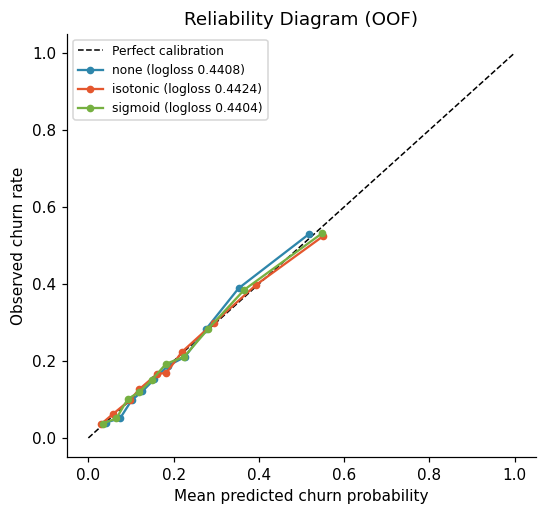 Reliability Diagram (OOF)
Perfect calibration
none (logloss 0.4408)
isotonic (logloss 0.4424)
sigmoid (logloss 0.4404)
1.0
0.8
0.6
0.4
0.2
0.0
Observed churn rate
0.0 0.2 0.4 0.6 0.8 1.0
Mean predicted churn probability